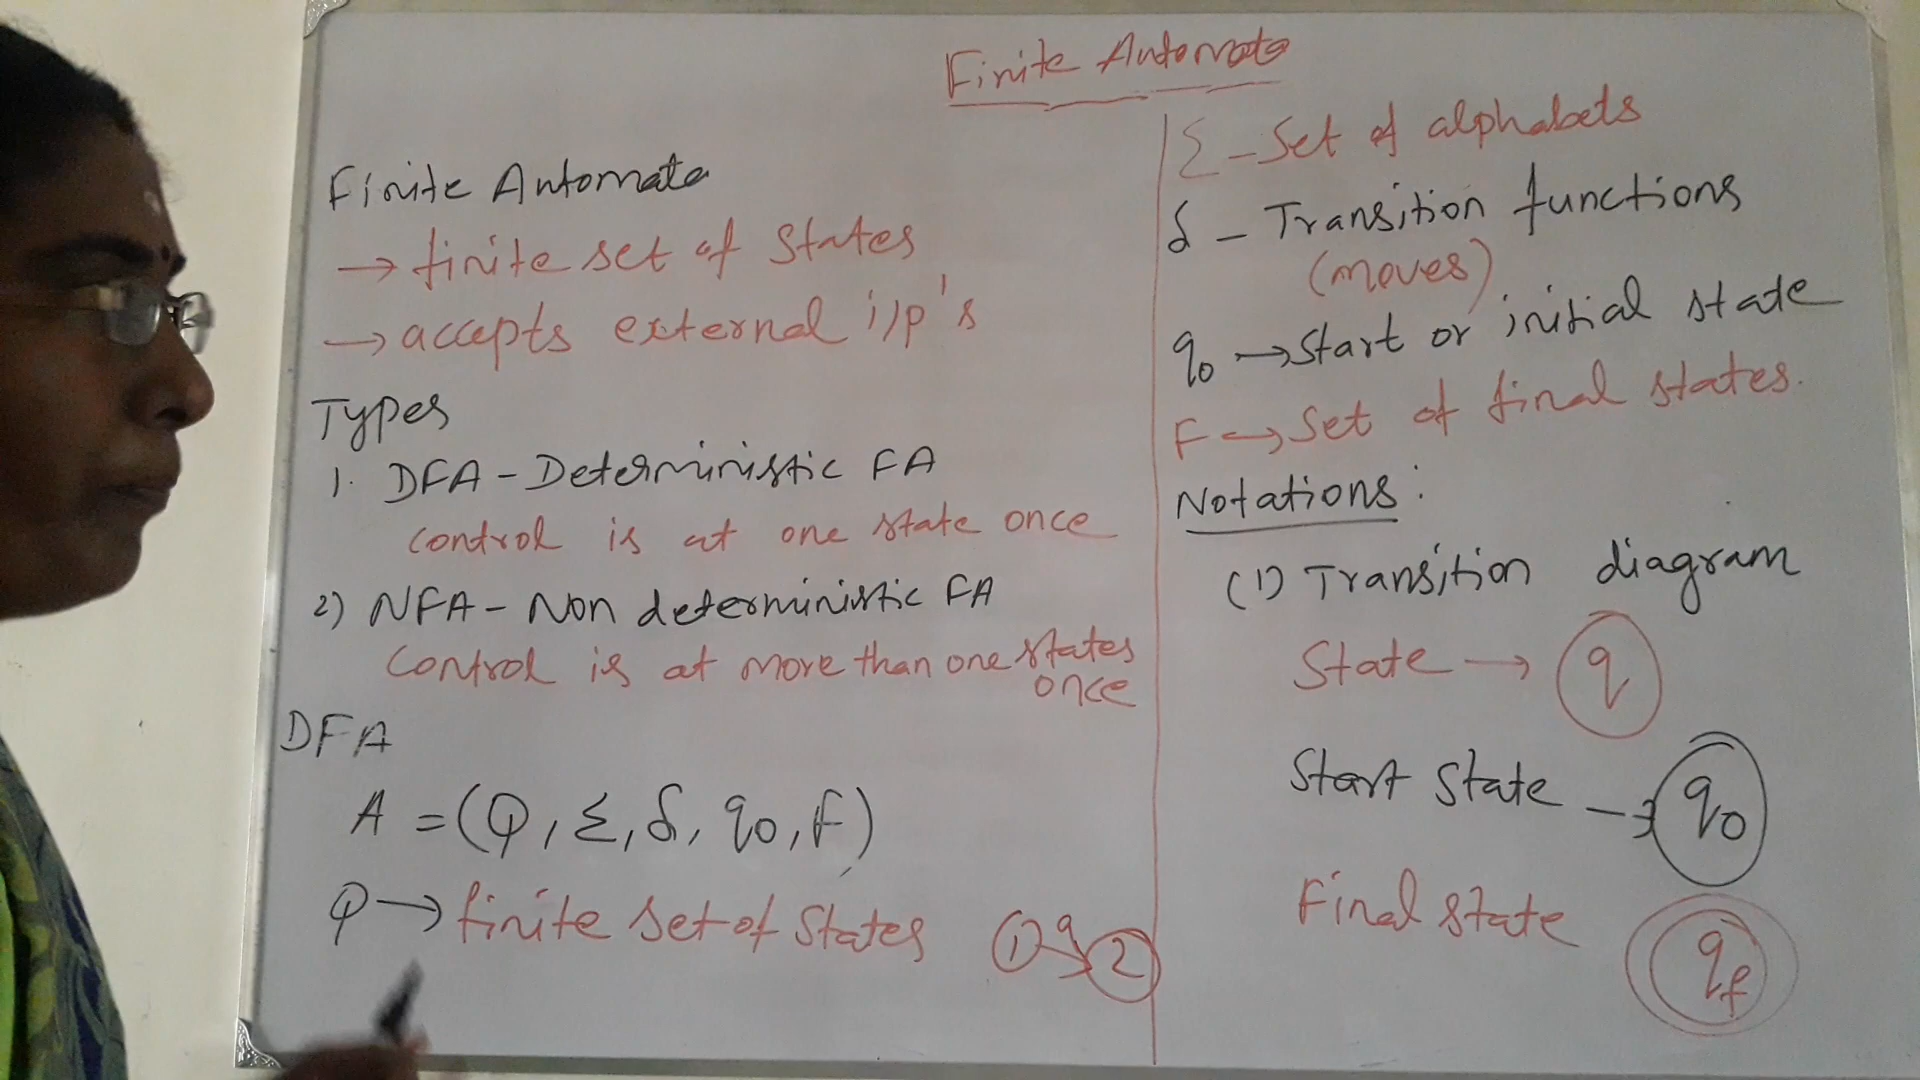 Finite Automata
Finite Automata
→ finite set of states
→ accepts external i/p's
Types
1. DFA - Deterministic FA
control is at one state once
2) NFA - Non deterministic FA
Control is at more than one states
once
DFA
A = (Q, Σ, δ, q0, F)
Q → finite set of states
1 a 2
Σ - Set of alphabets
δ - Transition functions
(moves)
q0 → Start or initial state
F → Set of final states.
Notations :
(1) Transition diagram
State → q
Start State → q0
Final state qf